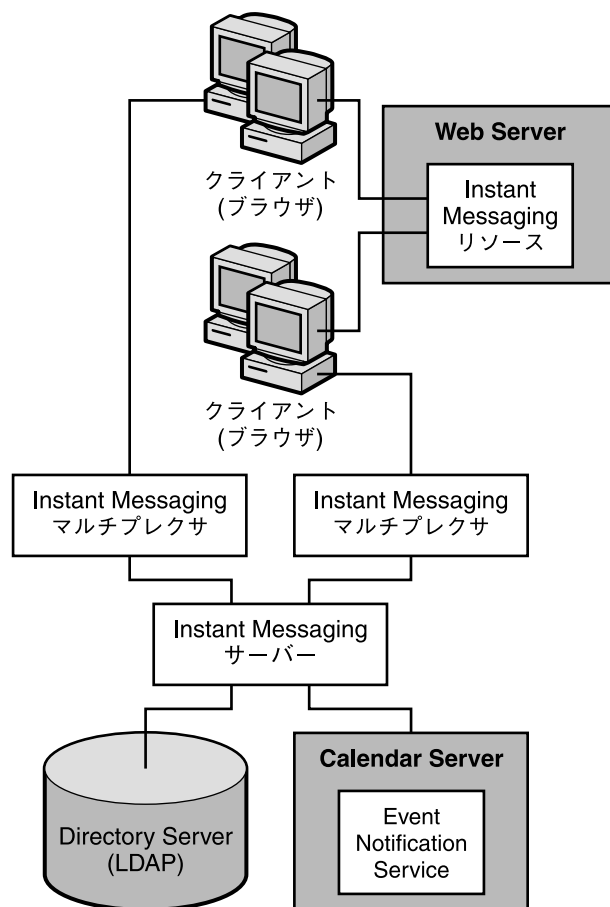 クライアント
(ブラウザ)
Web Server
Instant
Messaging
リソース
クライアント
(ブラウザ)
Instant Messaging
マルチプレクサ
Instant Messaging
マルチプレクサ
Instant Messaging
サーバー
Directory Server
(LDAP)
Calendar Server
Event
Notification
Service